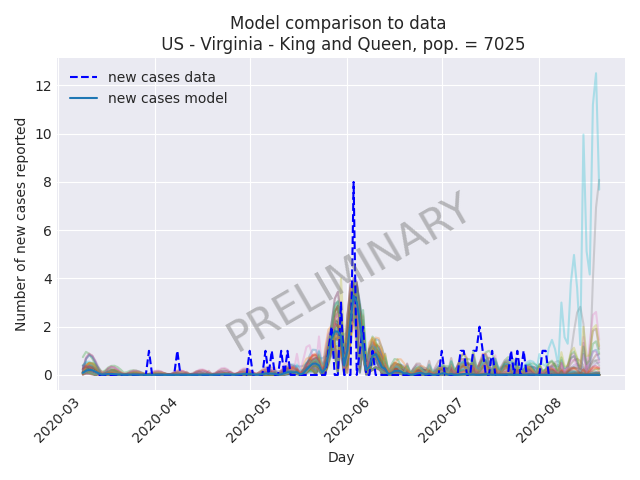 Model comparison to data
US - Virginia - King and Queen, pop. = 7025
new cases data
new cases model
Number of new cases reported
12
10
8
6
4
2
0
PRELIMINARY
2020-03
2020-04
2020-05
2020-06
2020-07
2020-08
Day